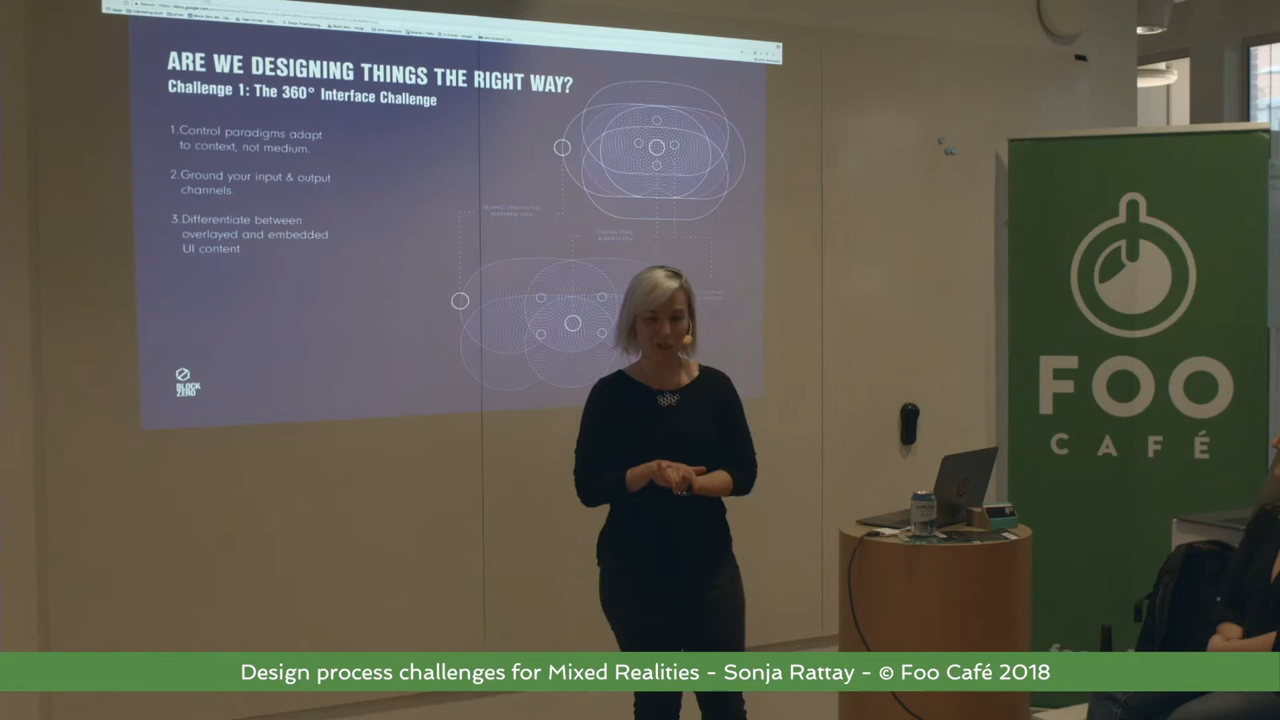 ARE WE DESIGNING THINGS THE RIGHT WAY?
Challenge 1: The 360° Interface Challenge
1.Control paradigms adapt
to context, not medium.
2.Ground your input & output
channels.
3.Differentiate between
overlayed and embedded
UI content
BLOCK
ZERO
FOO
CAFÉ
Design process challenges for Mixed Realities - Sonja Rattay - © Foo Café 2018